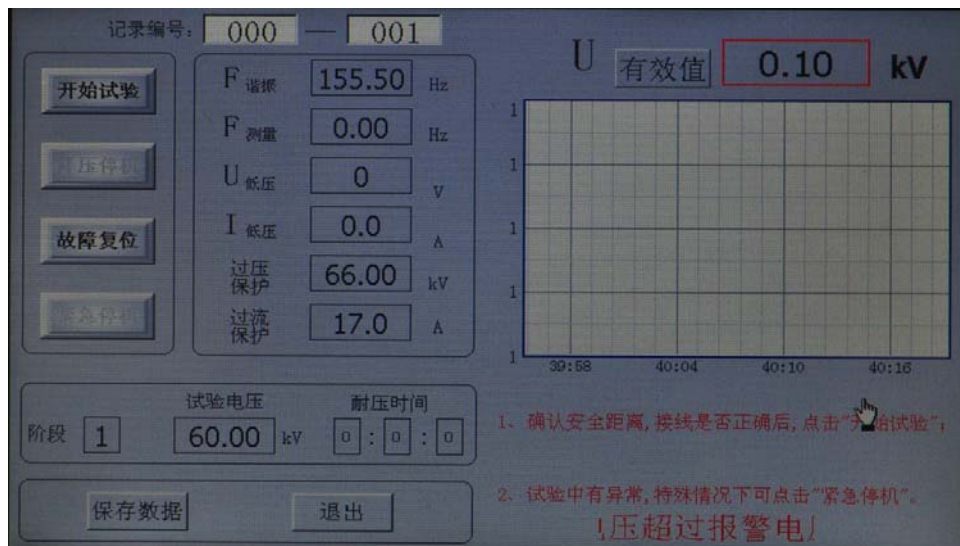 记录编号: 000 — 001
开始试验
故障复位
F 谐振 155.50 Hz
F 测量 0.00 Hz
U 低压 0 V
I 低压 0.0 A
过压保护 66.00 kV
过流保护 17.0 A
U 有效值 0.10 kV
1
1
1
1
1
39:58 40:04 40:10 40:16
试验电压 耐压时间
阶段 1 60.00 kV 0 : 0 : 0
保存数据 退出
1、确认安全距离,接线是否正确后,点击"开始试验";
2、试验中有异常,特殊情况下可点击"紧急停机"。
压超过报警电